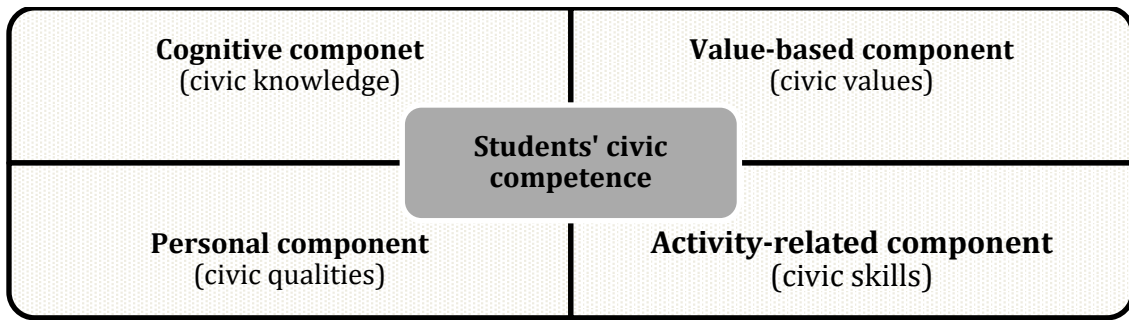 Cognitive componet
(civic knowledge)
Value-based component
(civic values)
Students' civic
competence
Personal component
(civic qualities)
Activity-related component
(civic skills)